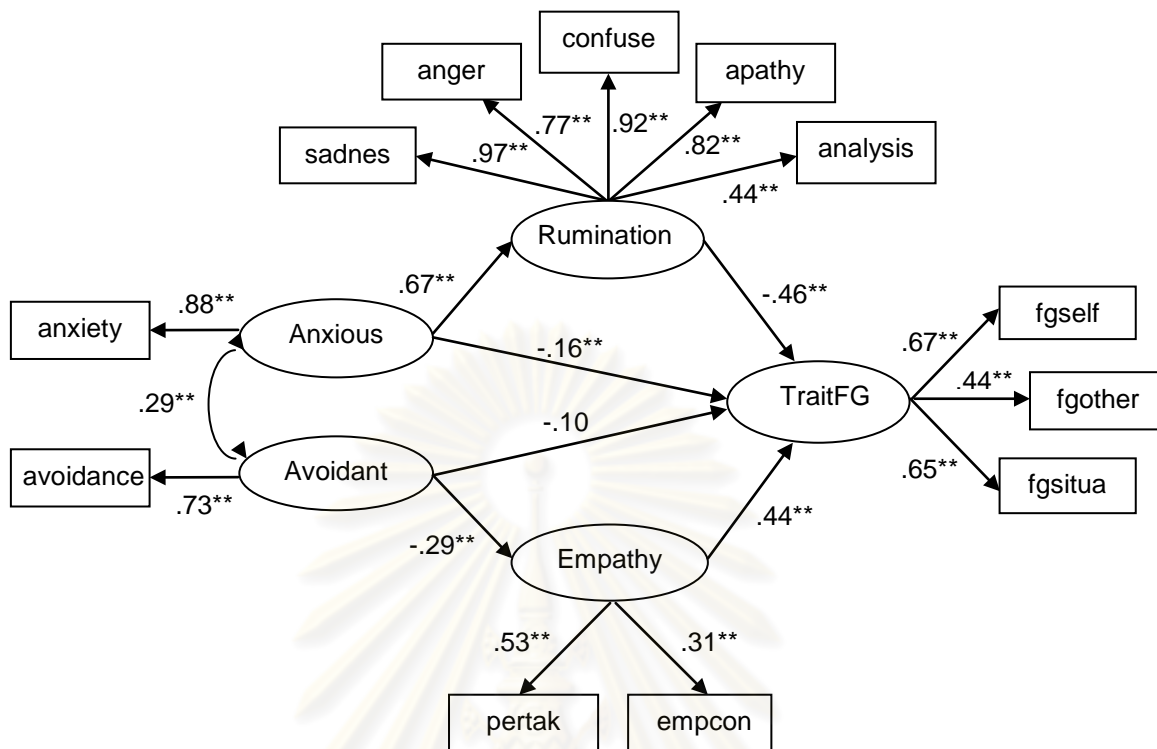 confuse
anger
apathy
.77**
.92**
sadnes
.97**
.82**
analysis
.44**
Rumination
.67**
-.46**
.88**
anxiety
Anxious
fgself
-.16**
.67**
.29**
TraitFG
.44**
fgother
-.10
avoidance
Avoidant
.73**
.65**
fgsitua
-.29**
.44**
Empathy
.53**
.31**
pertak
empcon